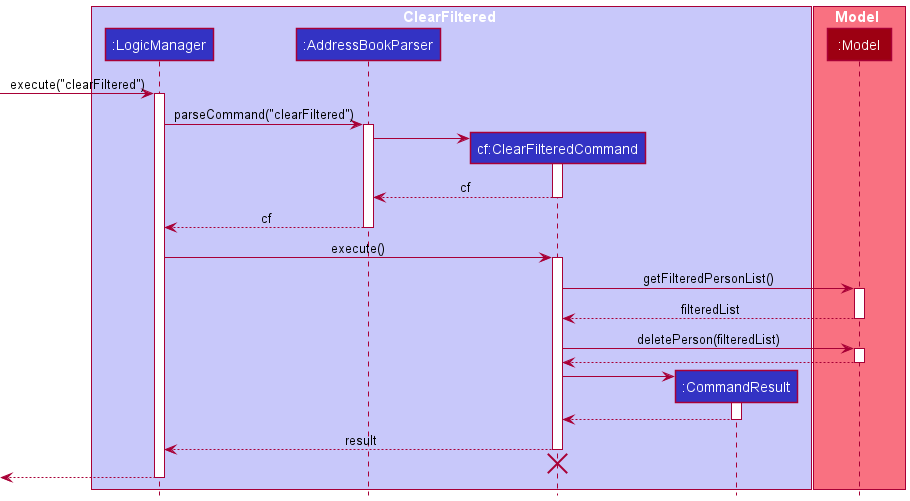 ClearFiltered
Model
:LogicManager
:AddressBookParser
:Model
execute("clearFiltered")
parseCommand("clearFiltered")
cf:ClearFilteredCommand
cf
cf
execute()
getFilteredPersonList()
filteredList
deletePerson(filteredList)
:CommandResult
result